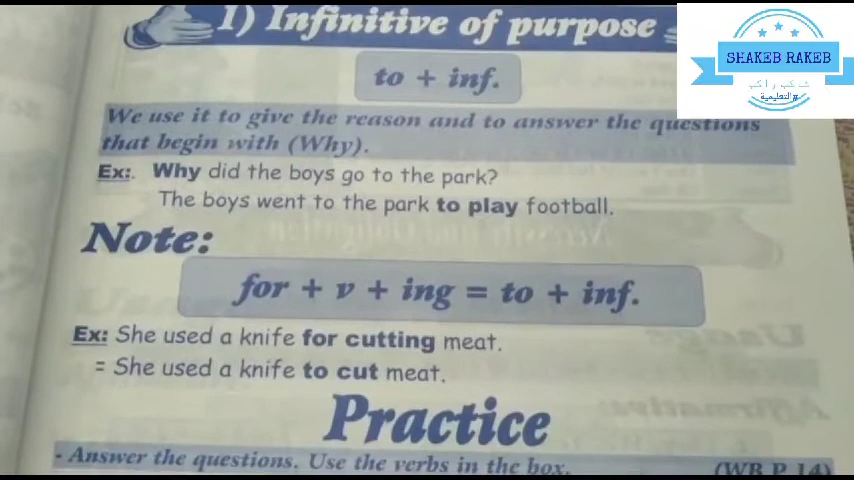 1) Infinitive of purpose
SHAKEB RAKEB
شاكب راكب
#التعليمية
to + inf.
We use it to give the reason and to answer the questions
that begin with (Why).
Ex:. Why did the boys go to the park?
The boys went to the park to play football.
Note:
for + v + ing = to + inf.
Ex: She used a knife for cutting meat.
= She used a knife to cut meat.
Practice
- Answer the questions. Use the verbs in the box. (WB P 14)